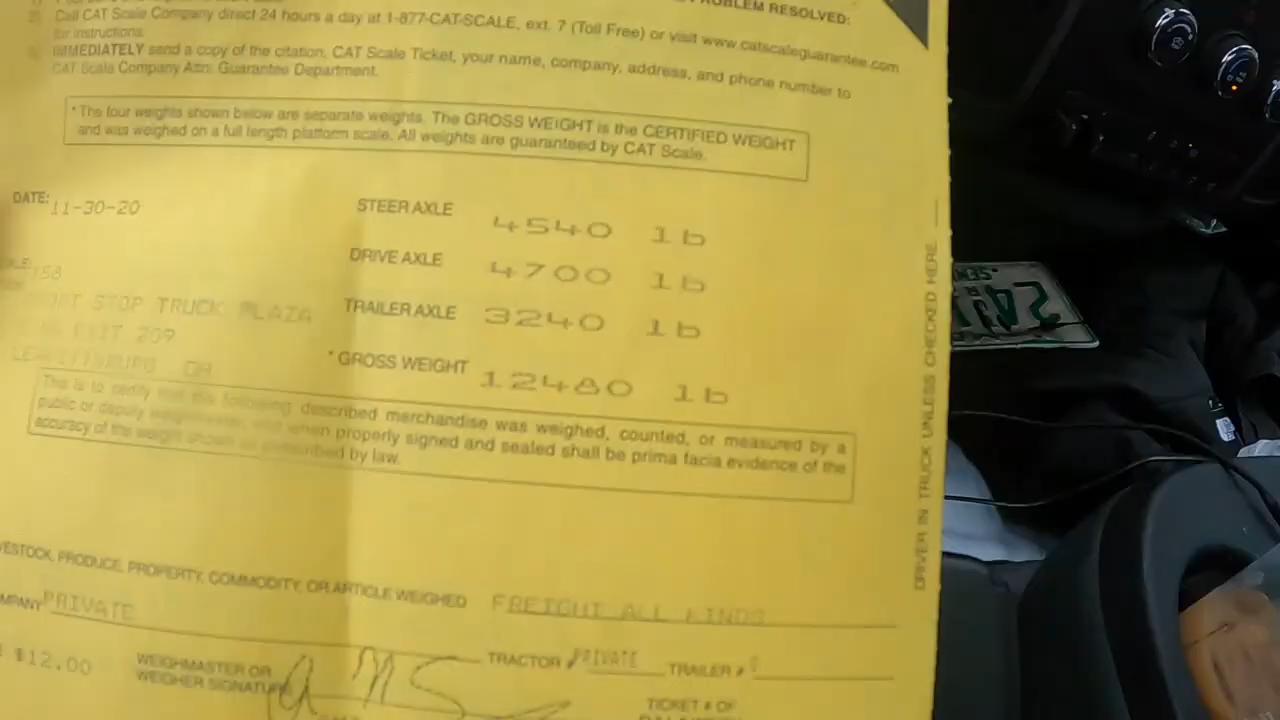 PROBLEM RESOLVED:
Call CAT Scale Company direct 24 hours a day at 1-877-CAT-SCALE, ext. 7 (Toll Free) or visit www.catscaleguarantee.com
for instructions.
IMMEDIATELY send a copy of the citation, CAT Scale Ticket, your name, company, address, and phone number to
CAT Scale Company Attn: Guarantee Department.
* The four weights shown below are separate weights. The GROSS WEIGHT is the CERTIFIED WEIGHT
and was weighed on a full length platform scale. All weights are guaranteed by CAT Scale.
DATE: 11-30-20
STEER AXLE 4540 lb
DRIVE AXLE 4700 lb
158
STOP TRUCK PLAZA
TRAILER AXLE 3240 lb
EXIT 209
* GROSS WEIGHT 12480 lb
This is to certify that the following described merchandise was weighed, counted, or measured by a
public or deputy weighmaster, and when properly signed and sealed shall be prima facia evidence of the
accuracy of the weight shown as prescribed by law.
DRIVER IN TRUCK UNLESS CHECKED HERE
LIVESTOCK, PRODUCE, PROPERTY, COMMODITY, OR ARTICLE WEIGHED FREIGHT ALL KINDS
COMPANY PRIVATE
$12.00
WEIGHMASTER OR
WEIGHER SIGNATURE
TRACTOR # PRIVATE TRAILER #
TICKET # OF
241